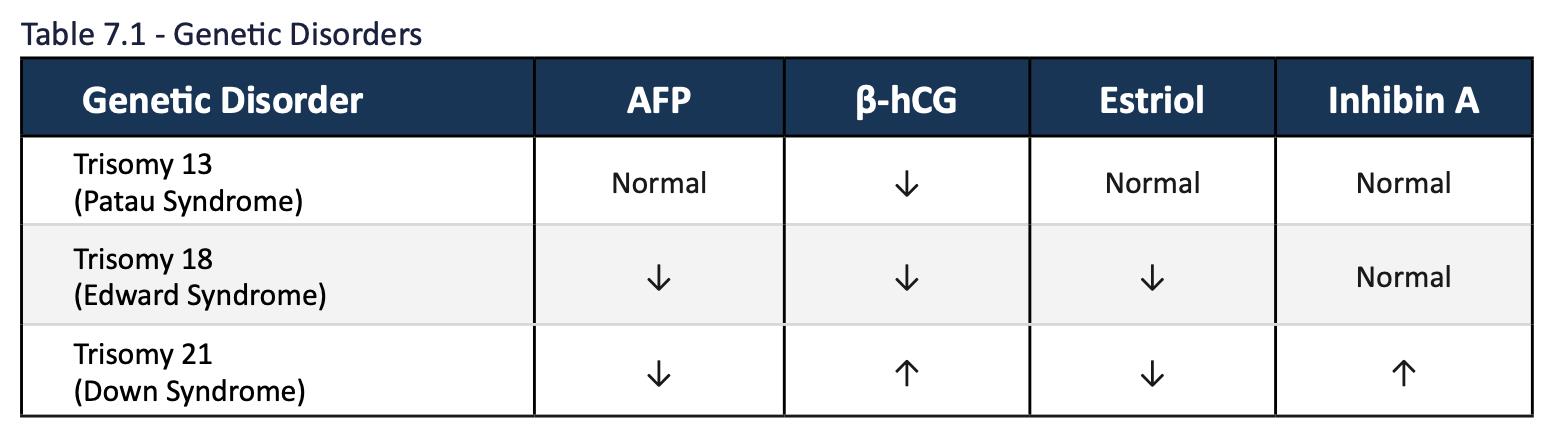 Table 7.1 - Genetic Disorders
Genetic Disorder AFP β-hCG Estriol Inhibin A
Trisomy 13
(Patau Syndrome) Normal ↓ Normal Normal
Trisomy 18
(Edward Syndrome) ↓ ↓ ↓ Normal
Trisomy 21
(Down Syndrome) ↓ ↑ ↓ ↑